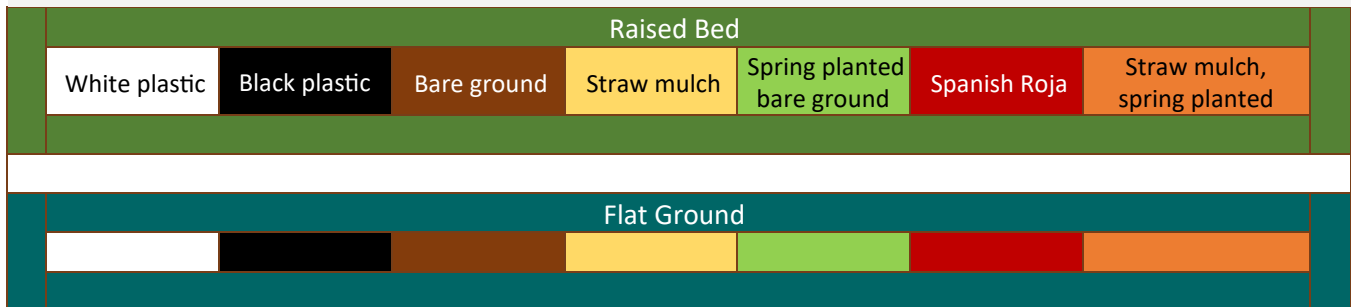 Raised Bed
White plastic
Black plastic
Bare ground
Straw mulch
Spring planted
bare ground
Spanish Roja
Straw mulch,
spring planted
Flat Ground